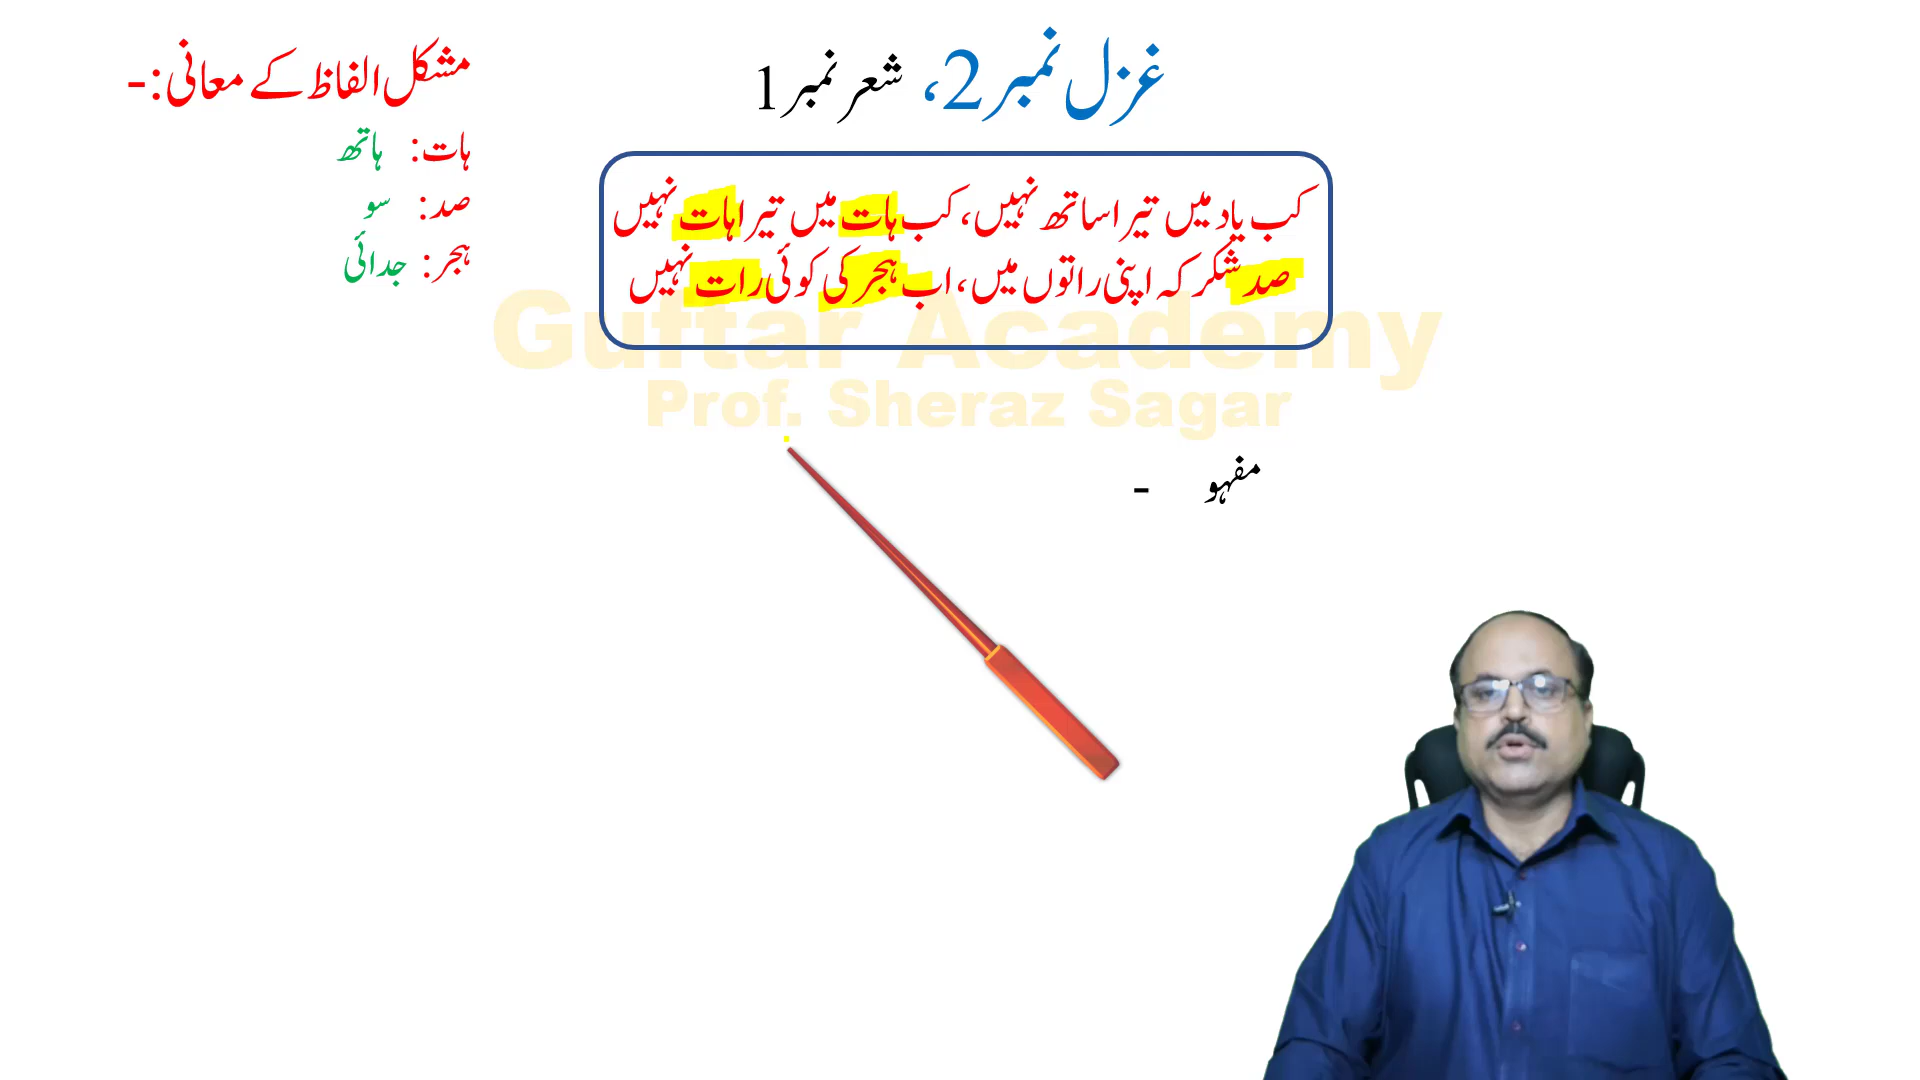 غزل نمبر 2، شعر نمبر 1
کب یاد میں تیرا ساتھ نہیں، کب ہات میں تیرا ہات نہیں
صد شکر کہ اپنی راتوں میں، اب ہجر کی کوئی رات نہیں
مشکل الفاظ کے معانی:-
ہات: ہاتھ
صد: سو
ہجر: جدائی
Guftar Academy
Prof. Sheraz Sagar
مفہو -